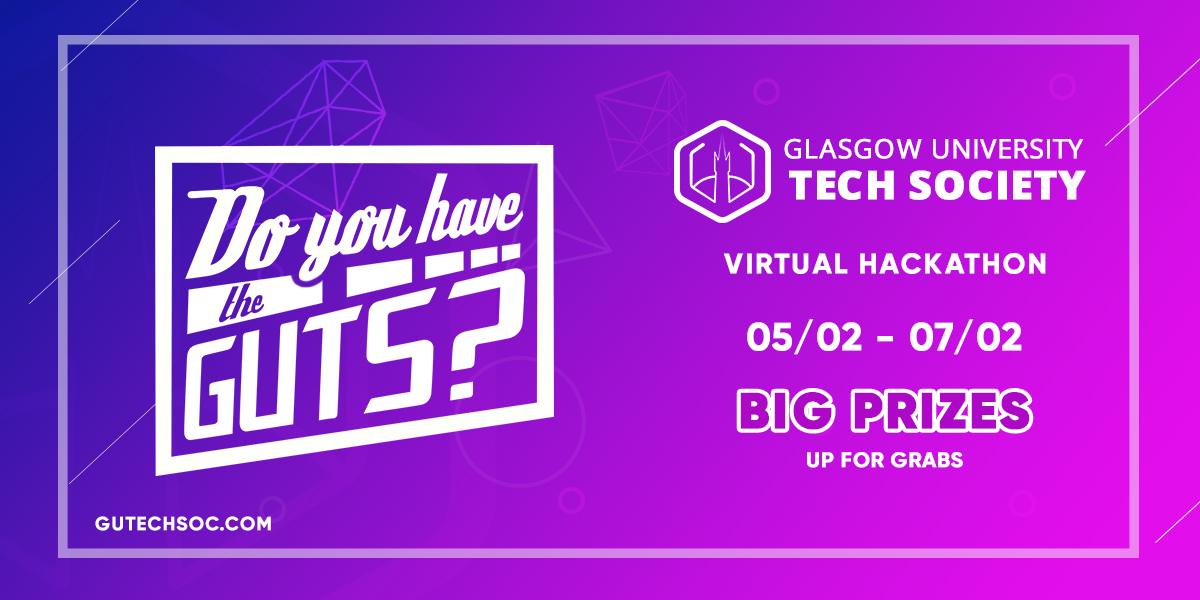 Do you have
the
GUTS?
GLASGOW UNIVERSITY
TECH SOCIETY
VIRTUAL HACKATHON
05/02 - 07/02
BIG PRIZES
UP FOR GRABS
GUTECHSOC.COM